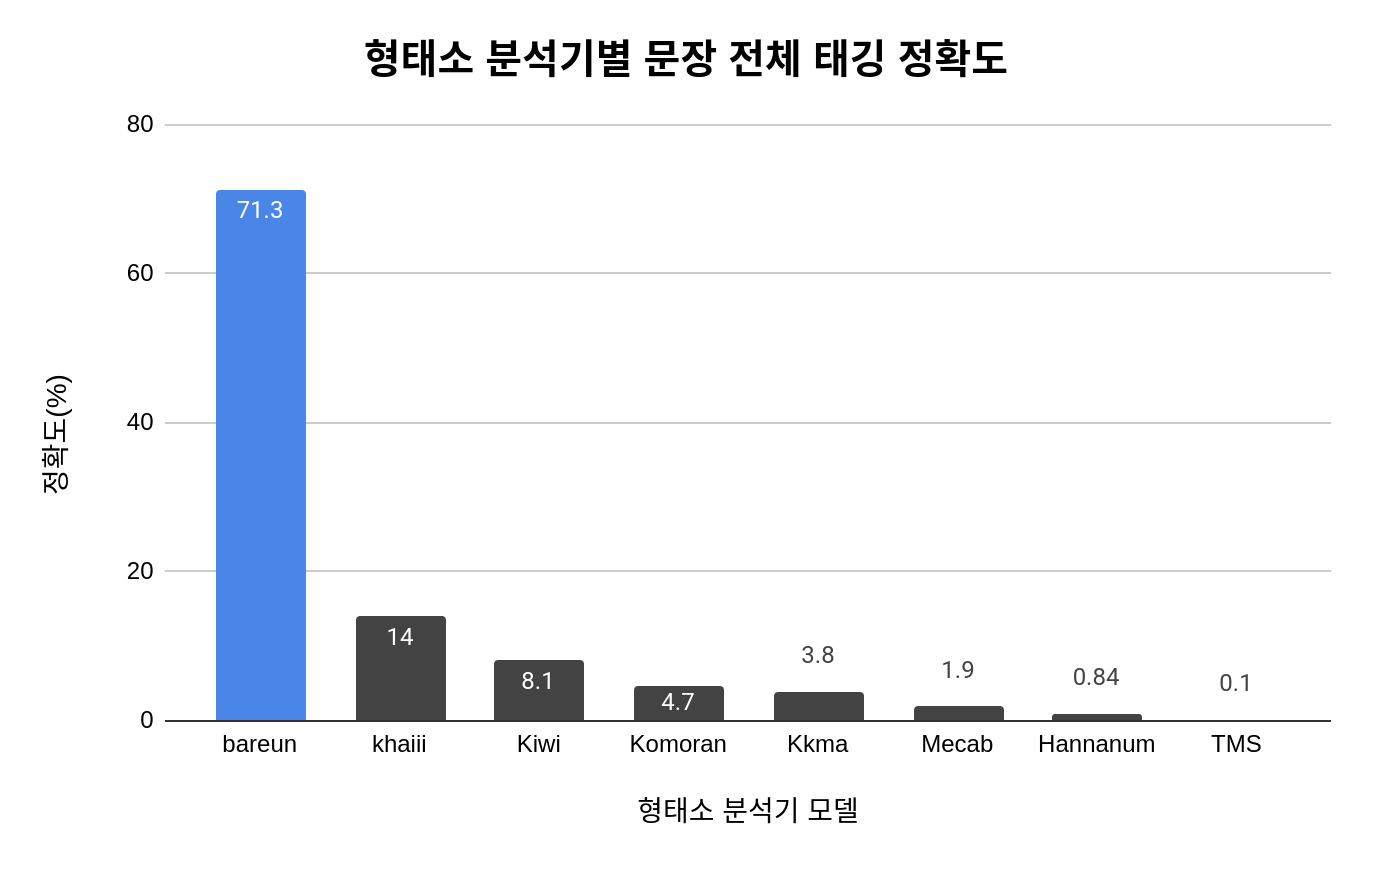 형태소 분석기별 문장 전체 태깅 정확도
정확도(%)
80
60
40
20
0
71.3
14
8.1
4.7
3.8
1.9
0.84
0.1
bareun
khaiii
Kiwi
Komoran
Kkma
Mecab
Hannanum
TMS
형태소 분석기 모델